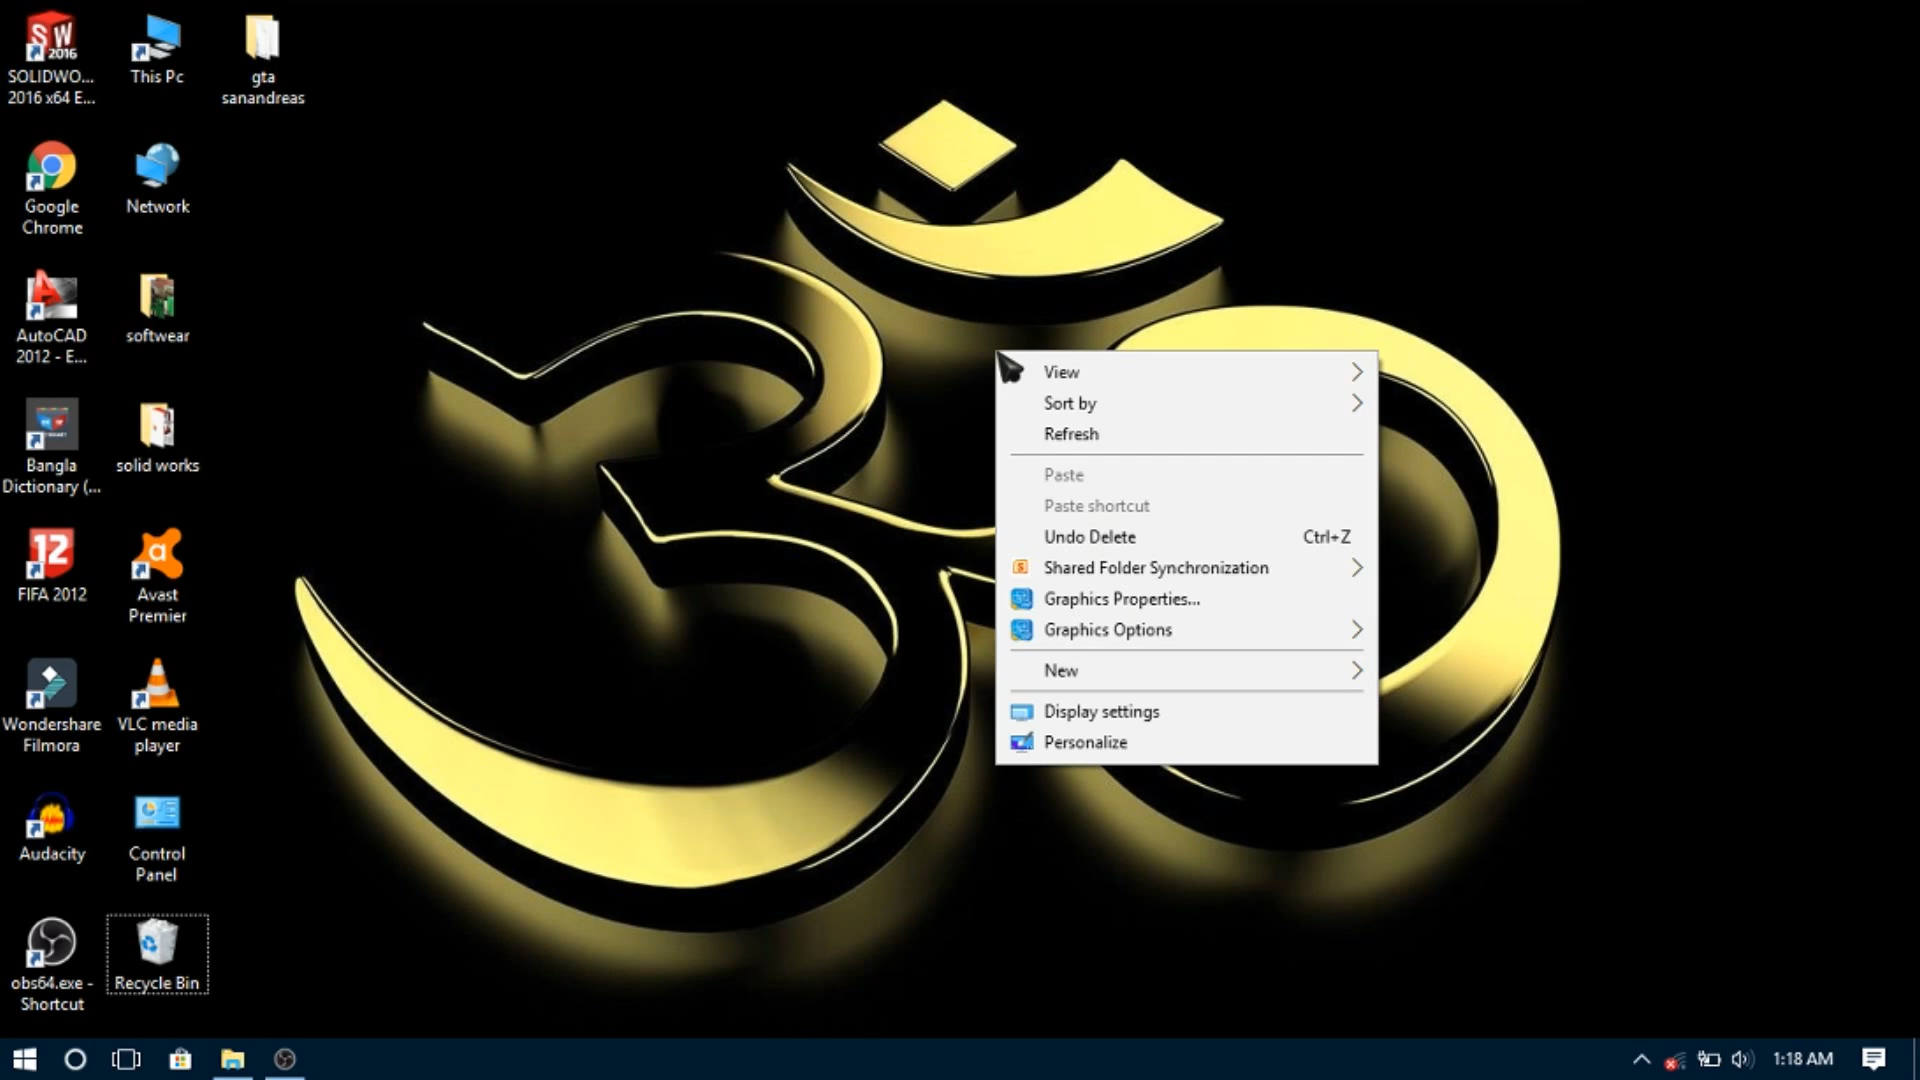 SW
2016
SOLIDWO...
2016 x64 E...
This Pc
gta
sanandreas
Google
Chrome
Network
AutoCAD
2012 - E...
softwear
Bangla
Dictionary (...
solid works
12
FIFA 2012
a
Avast
Premier
Wondershare
Filmora
VLC media
player
Audacity
Control
Panel
obs64.exe -
Shortcut
Recycle Bin
ॐ
View
Sort by
Refresh
Paste
Paste shortcut
Undo Delete Ctrl+Z
S Shared Folder Synchronization
Graphics Properties...
Graphics Options
New
Display settings
Personalize
1:18 AM